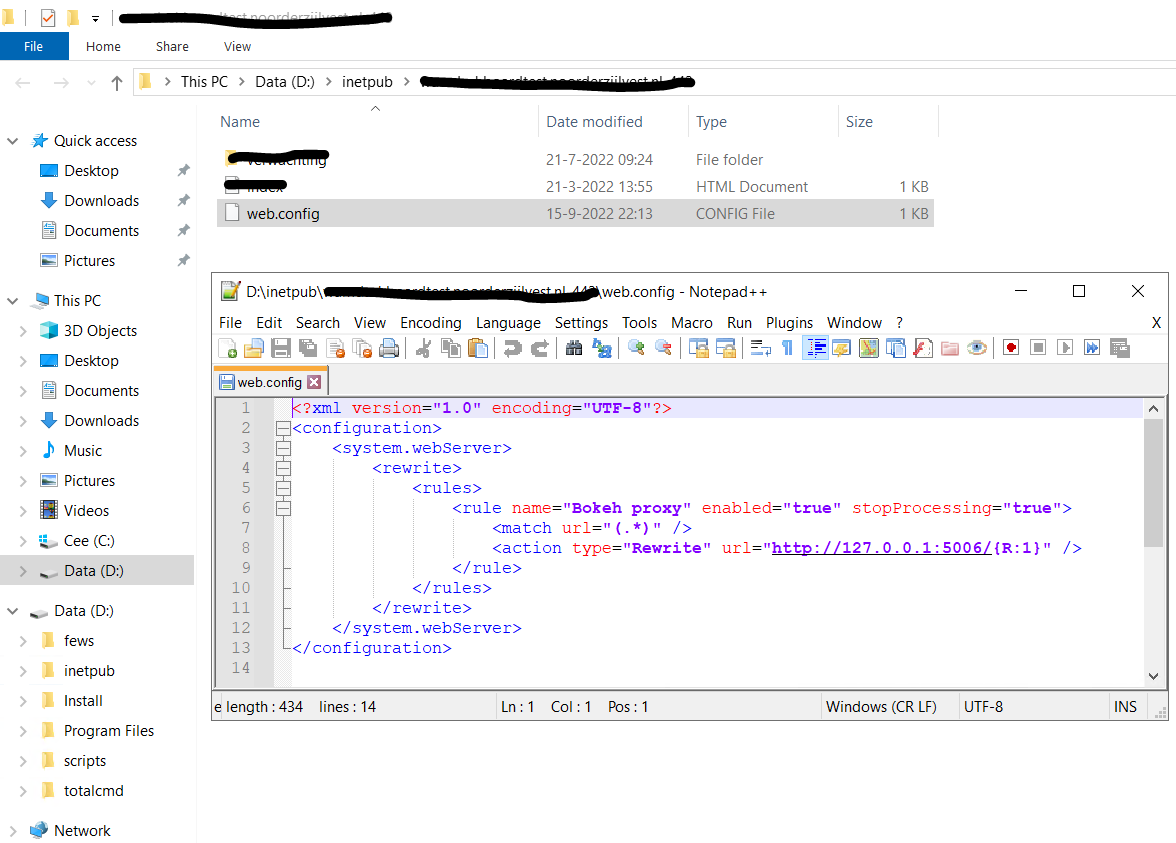 File Home Share View
This PC Data (D:) inetpub
Name Date modified Type Size
21-7-2022 09:24 File folder
21-3-2022 13:55 HTML Document 1 KB
web.config 15-9-2022 22:13 CONFIG File 1 KB
Quick access
Desktop
Downloads
Documents
Pictures
This PC
3D Objects
Desktop
Documents
Downloads
Music
Pictures
Videos
Cee (C:)
Data (D:)
Data (D:)
fews
inetpub
Install
Program Files
scripts
totalcmd
Network
D:\inetpub\ \web.config - Notepad++
File Edit Search View Encoding Language Settings Tools Macro Run Plugins Window ? X
web.config
1 <?xml version="1.0" encoding="UTF-8"?>
2 <configuration>
3 <system.webServer>
4 <rewrite>
5 <rules>
6 <rule name="Bokeh proxy" enabled="true" stopProcessing="true">
7 <match url="(.*)" />
8 <action type="Rewrite" url="http://127.0.0.1:5006/{R:1}" />
9 </rule>
10 </rules>
11 </rewrite>
12 </system.webServer>
13 </configuration>
14
e length : 434 lines : 14 Ln : 1 Col : 1 Pos : 1 Windows (CR LF) UTF-8 INS